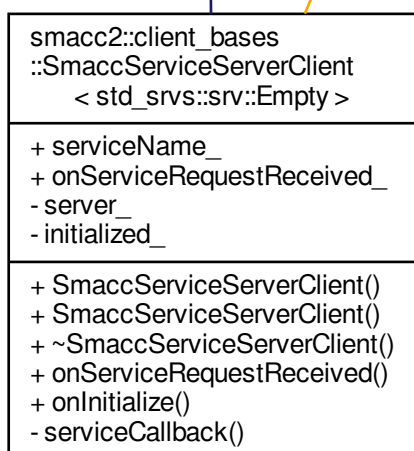 smacc2::client_bases
::SmaccServiceServerClient
< std_srvs::srv::Empty >
+ serviceName_
+ onServiceRequestReceived_
- server_
- initialized_
+ SmaccServiceServerClient()
+ SmaccServiceServerClient()
+ ~SmaccServiceServerClient()
+ onServiceRequestReceived()
+ onInitialize()
- serviceCallback()